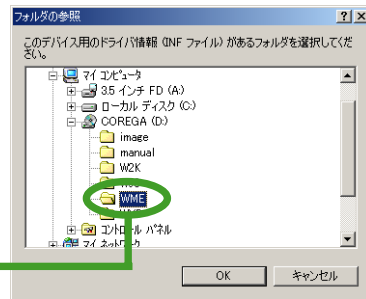 フォルダの参照
このデバイス用のドライバ情報 (INF ファイル) があるフォルダを選択してくだ
さい。
マイ コンピュータ
3.5 インチ FD (A:)
ローカル ディスク (C:)
COREGA (D:)
image
manual
W2K
WME
コントロール パネル
マイ ネットワーク
OK
キャンセル